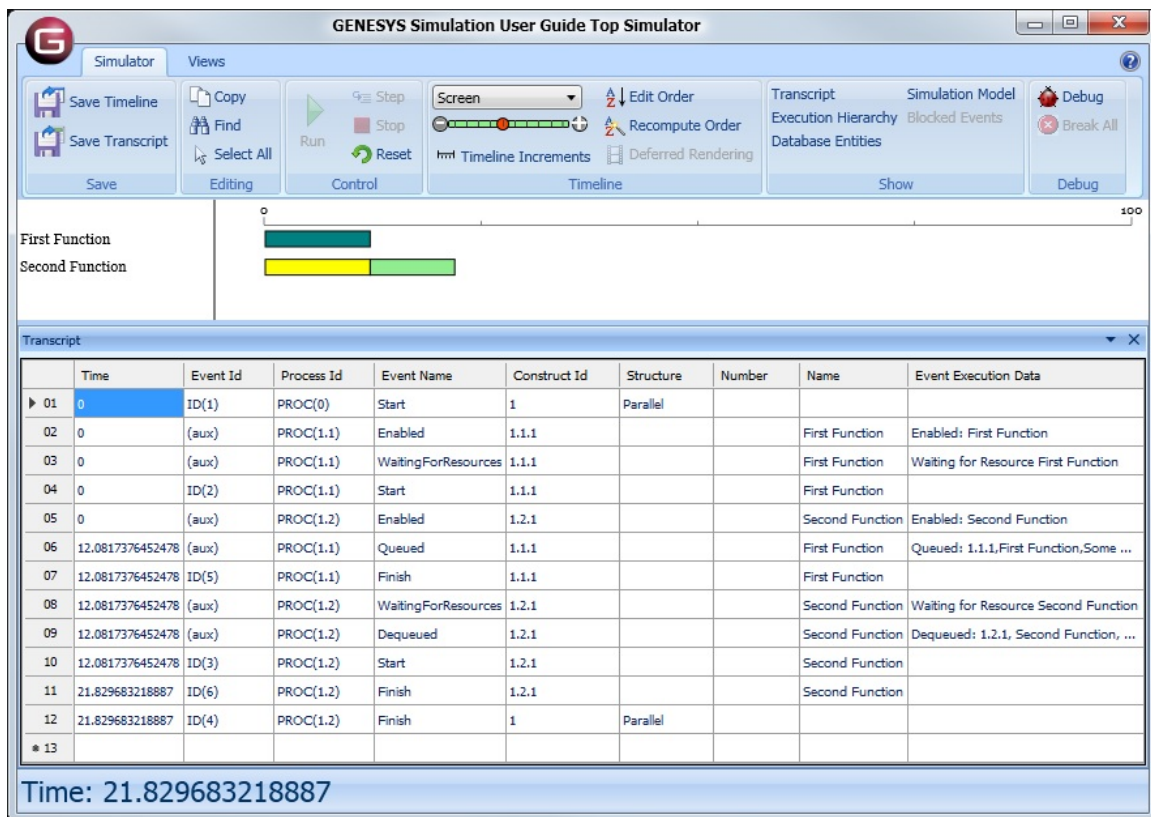 GENESYS Simulation User Guide Top Simulator
G
Simulator Views
Save Timeline Copy Step Screen Edit Order Transcript Simulation Model Debug
Find Stop Recompute Order Execution Hierarchy Blocked Events Break All
Save Transcript Select All Run Reset Timeline Increments Deferred Rendering Database Entities
Save Editing Control Timeline Show Debug
0 100
First Function
Second Function
Transcript
Time Event Id Process Id Event Name Construct Id Structure Number Name Event Execution Data
01 0 ID(1) PROC(0) Start 1 Parallel
02 0 (aux) PROC(1.1) Enabled 1.1.1 First Function Enabled: First Function
03 0 (aux) PROC(1.1) WaitingForResources 1.1.1 First Function Waiting for Resource First Function
04 0 ID(2) PROC(1.1) Start 1.1.1 First Function
05 0 (aux) PROC(1.2) Enabled 1.2.1 Second Function Enabled: Second Function
06 12.0817376452478 (aux) PROC(1.1) Queued 1.1.1 First Function Queued: 1.1.1,First Function,Some ...
07 12.0817376452478 ID(5) PROC(1.1) Finish 1.1.1 First Function
08 12.0817376452478 (aux) PROC(1.2) WaitingForResources 1.2.1 Second Function Waiting for Resource Second Function
09 12.0817376452478 (aux) PROC(1.2) Dequeued 1.2.1 Second Function Dequeued: 1.2.1, Second Function, ...
10 12.0817376452478 ID(3) PROC(1.2) Start 1.2.1 Second Function
11 21.829683218887 ID(6) PROC(1.2) Finish 1.2.1 Second Function
12 21.829683218887 ID(4) PROC(1.2) Finish 1 Parallel
* 13
Time: 21.829683218887